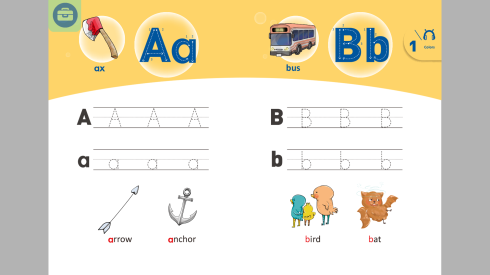 Aa
Bb
ax
bus
1
A A A A
B B B B
a a a a
b b b b
arrow
anchor
bird
bat